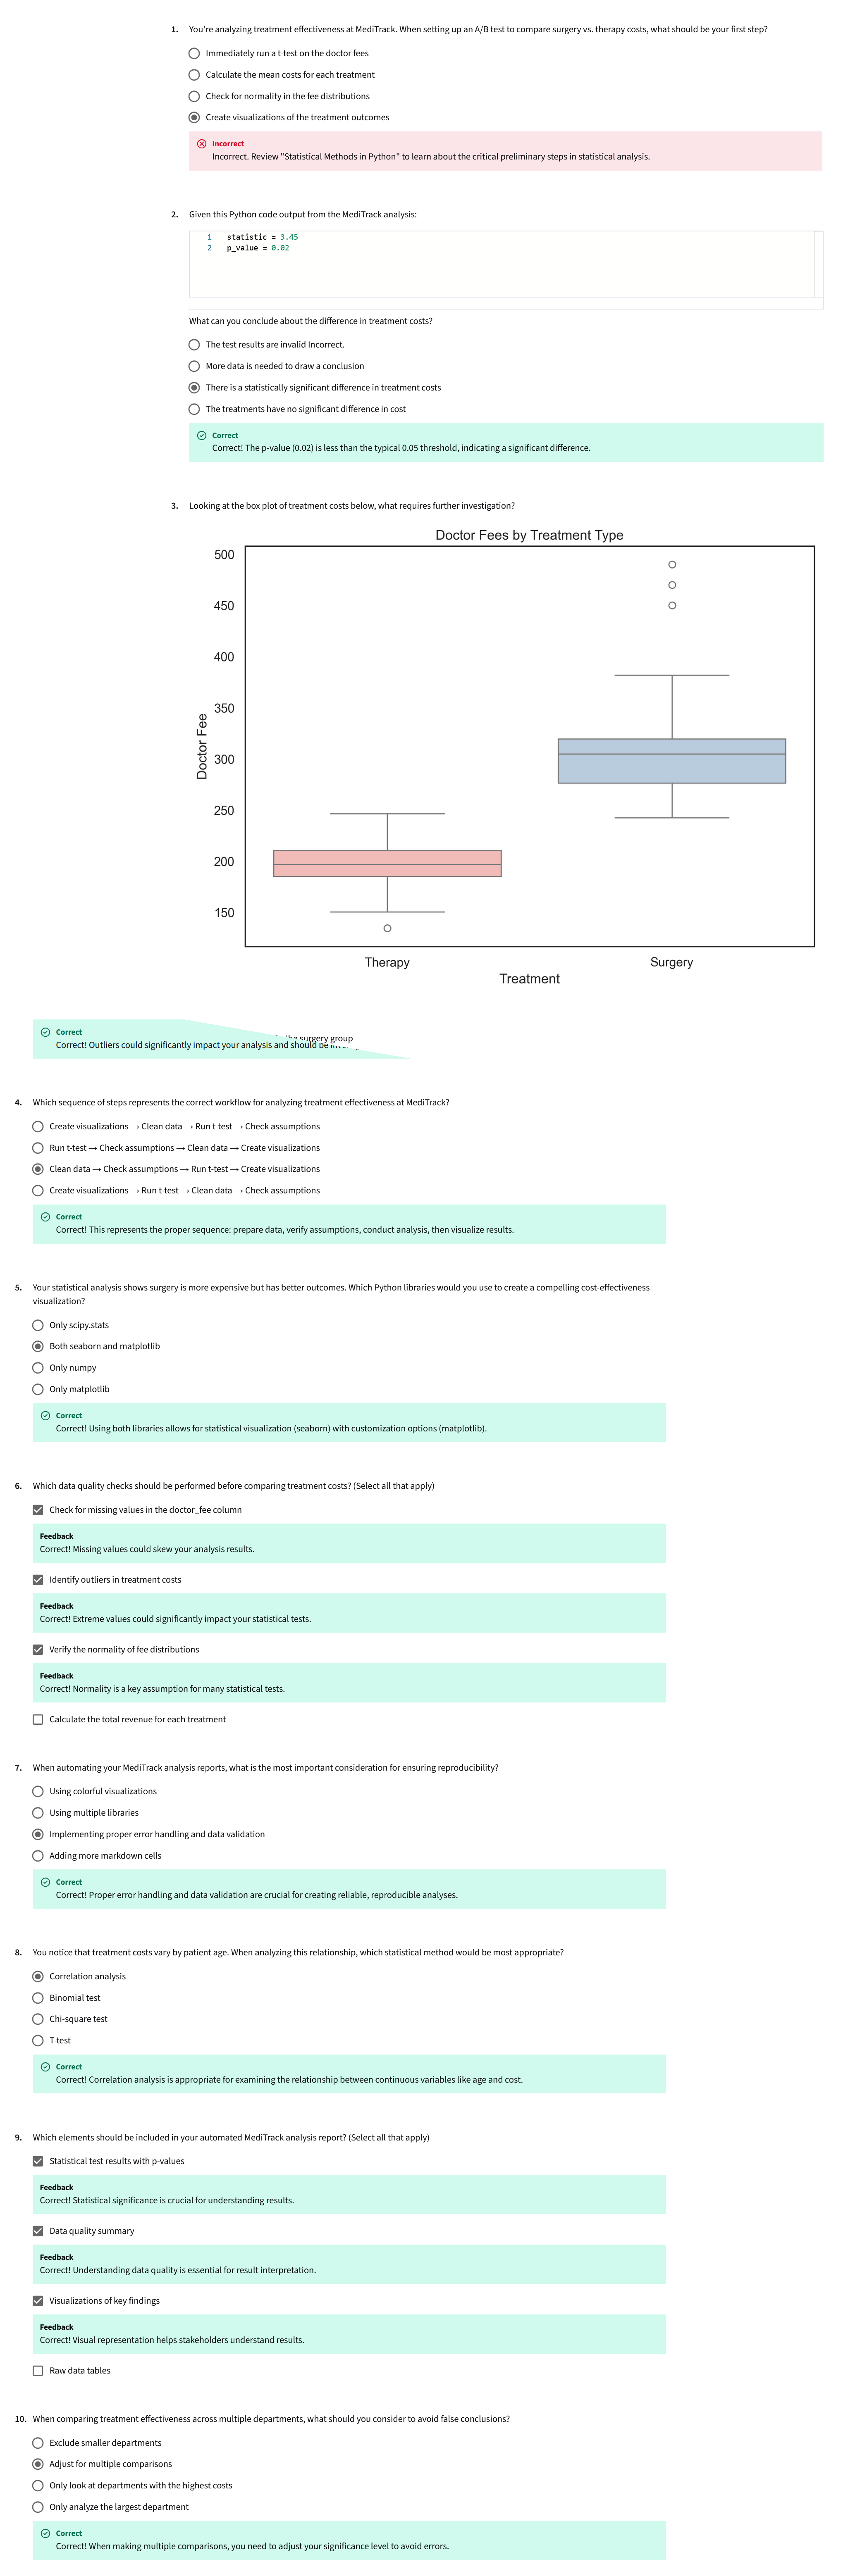 1. You're analyzing treatment effectiveness at MediTrack. When setting up an A/B test to compare surgery vs. therapy costs, what should be your first step?
Immediately run a t-test on the doctor fees
Calculate the mean costs for each treatment
Check for normality in the fee distributions
Create visualizations of the treatment outcomes
Incorrect
Incorrect. Review "Statistical Methods in Python" to learn about the critical preliminary steps in statistical analysis.
2. Given this Python code output from the MediTrack analysis:
1 statistic = 3.45
2 p_value = 0.02
What can you conclude about the difference in treatment costs?
The test results are invalid Incorrect.
More data is needed to draw a conclusion
There is a statistically significant difference in treatment costs
The treatments have no significant difference in cost
Correct
Correct! The p-value (0.02) is less than the typical 0.05 threshold, indicating a significant difference.
3. Looking at the box plot of treatment costs below, what requires further investigation?
Doctor Fees by Treatment Type
500
450
400
350
300
250
200
150
Doctor Fee
Therapy
Surgery
Treatment
the surgery group
Correct
Correct! Outliers could significantly impact your analysis and should be
4. Which sequence of steps represents the correct workflow for analyzing treatment effectiveness at MediTrack?
Create visualizations → Clean data → Run t-test → Check assumptions
Run t-test → Check assumptions → Clean data → Create visualizations
Clean data → Check assumptions → Run t-test → Create visualizations
Create visualizations → Run t-test → Clean data → Check assumptions
Correct
Correct! This represents the proper sequence: prepare data, verify assumptions, conduct analysis, then visualize results.
5. Your statistical analysis shows surgery is more expensive but has better outcomes. Which Python libraries would you use to create a compelling cost-effectiveness
visualization?
Only scipy.stats
Both seaborn and matplotlib
Only numpy
Only matplotlib
Correct
Correct! Using both libraries allows for statistical visualization (seaborn) with customization options (matplotlib).
6. Which data quality checks should be performed before comparing treatment costs? (Select all that apply)
Check for missing values in the doctor_fee column
Feedback
Correct! Missing values could skew your analysis results.
Identify outliers in treatment costs
Feedback
Correct! Extreme values could significantly impact your statistical tests.
Verify the normality of fee distributions
Feedback
Correct! Normality is a key assumption for many statistical tests.
Calculate the total revenue for each treatment
7. When automating your MediTrack analysis reports, what is the most important consideration for ensuring reproducibility?
Using colorful visualizations
Using multiple libraries
Implementing proper error handling and data validation
Adding more markdown cells
Correct
Correct! Proper error handling and data validation are crucial for creating reliable, reproducible analyses.
8. You notice that treatment costs vary by patient age. When analyzing this relationship, which statistical method would be most appropriate?
Correlation analysis
Binomial test
Chi-square test
T-test
Correct
Correct! Correlation analysis is appropriate for examining the relationship between continuous variables like age and cost.
9. Which elements should be included in your automated MediTrack analysis report? (Select all that apply)
Statistical test results with p-values
Feedback
Correct! Statistical significance is crucial for understanding results.
Data quality summary
Feedback
Correct! Understanding data quality is essential for result interpretation.
Visualizations of key findings
Feedback
Correct! Visual representation helps stakeholders understand results.
Raw data tables
10. When comparing treatment effectiveness across multiple departments, what should you consider to avoid false conclusions?
Exclude smaller departments
Adjust for multiple comparisons
Only look at departments with the highest costs
Only analyze the largest department
Correct
Correct! When making multiple comparisons, you need to adjust your significance level to avoid errors.